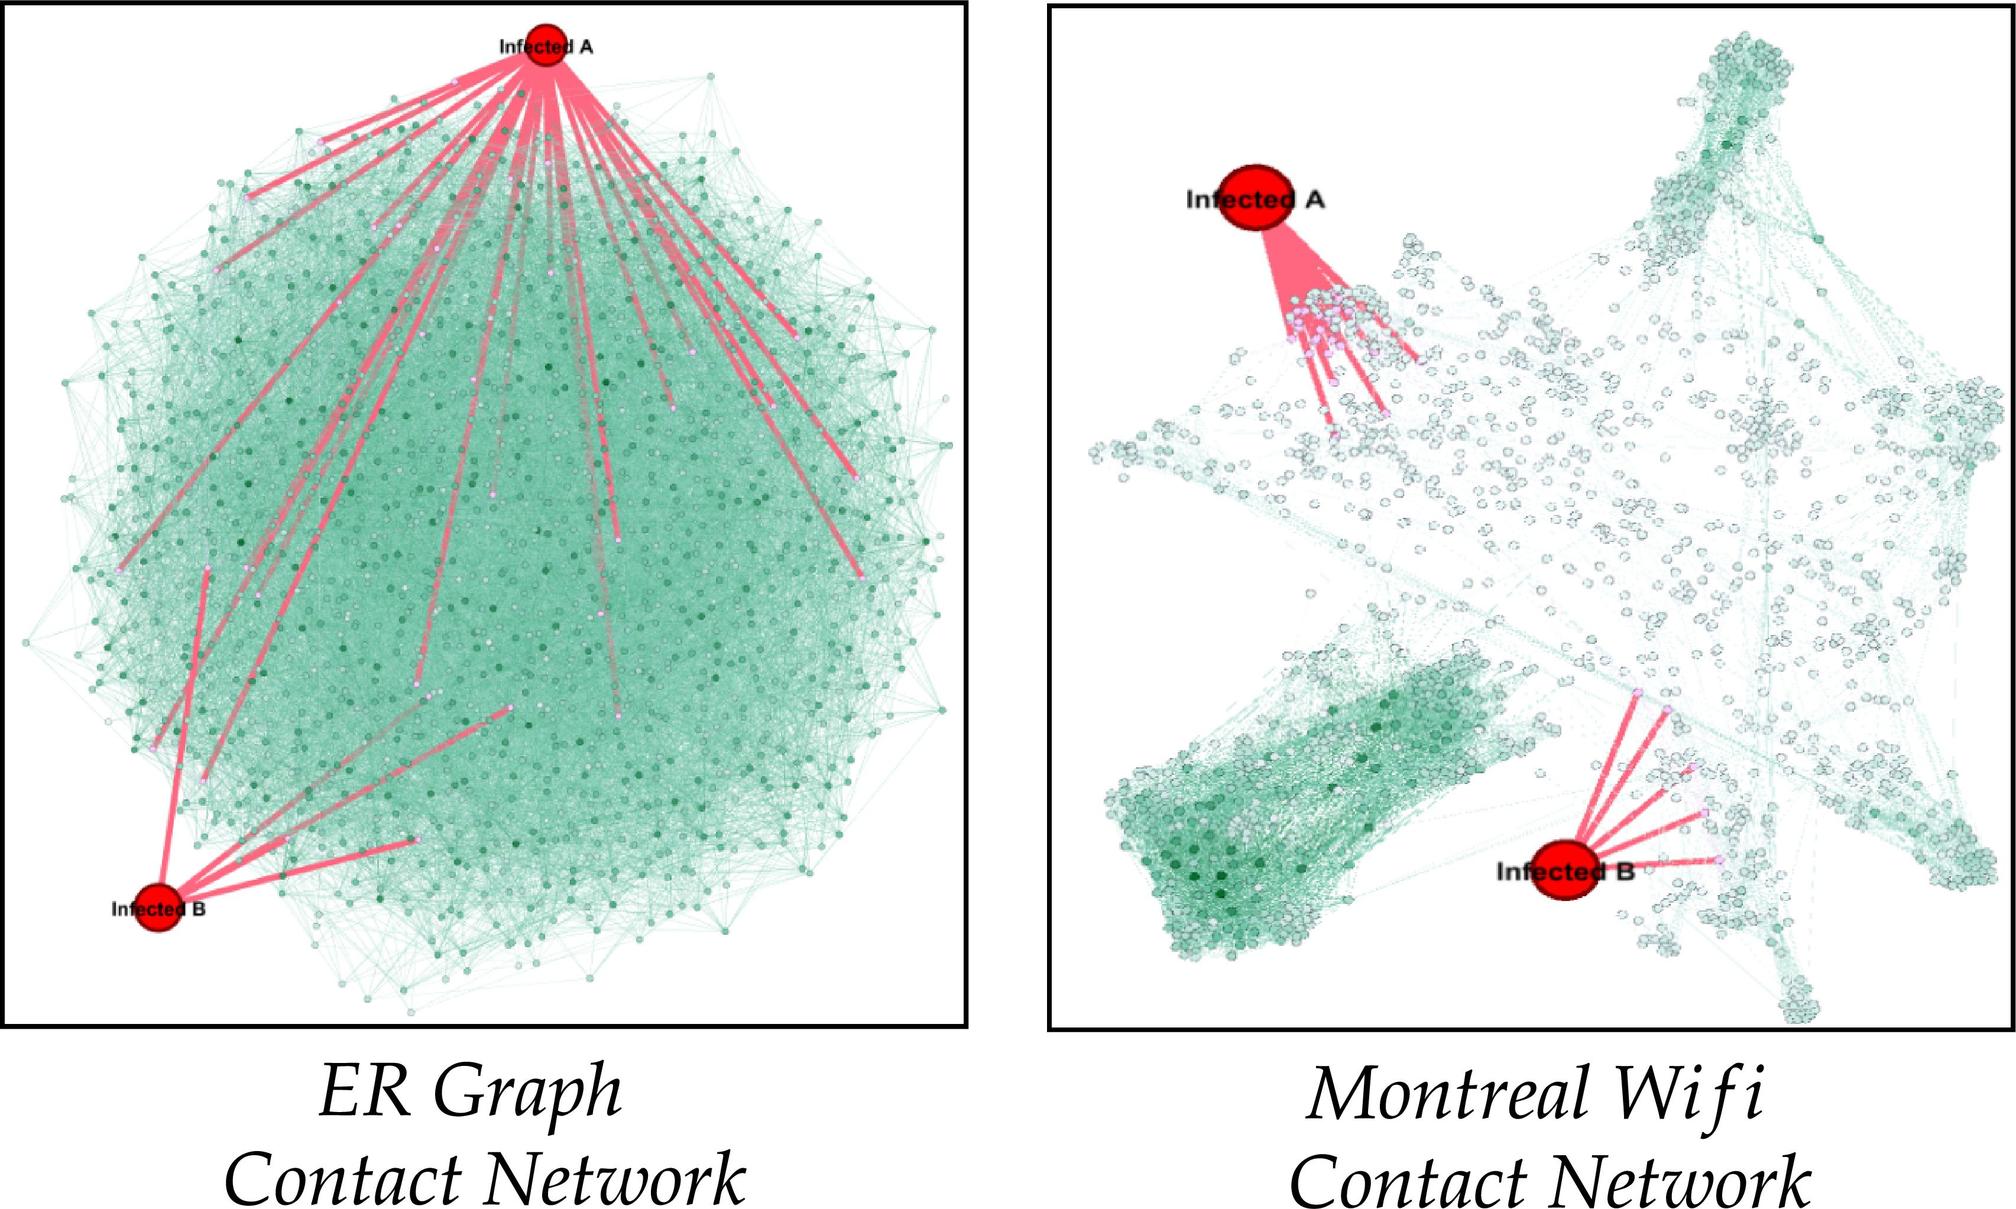 Infected A
Infected B
ER Graph
Contact Network
Infected A
Infected B
Montreal Wifi
Contact Network